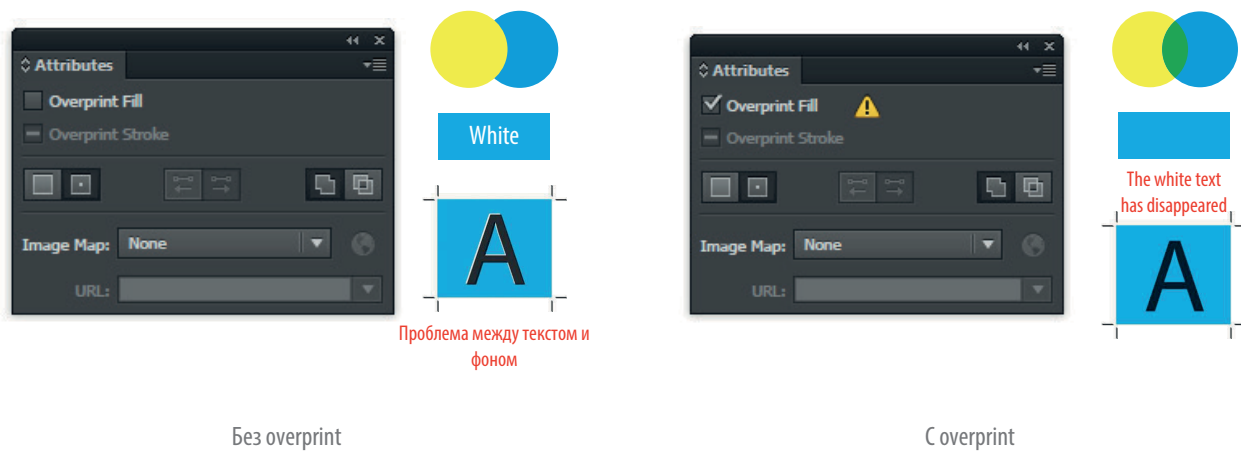 Attributes
Overprint Fill
Overprint Stroke
Image Map: None
URL:
White
A
Проблема между текстом и
фоном
Без overprint
Attributes
Overprint Fill
Overprint Stroke
Image Map: None
URL:
The white text
has disappeared
A
С overprint